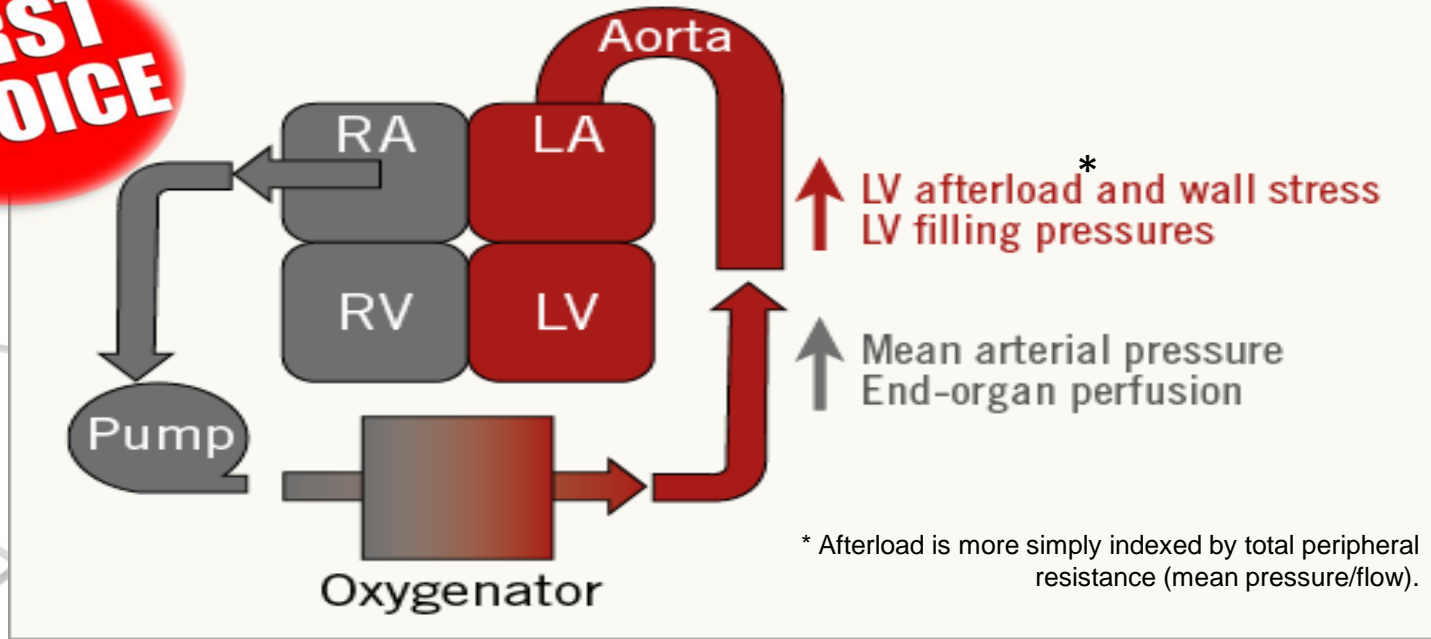 Aorta
RA
LA
*
LV afterload and wall stress
LV filling pressures
RV
LV
Mean arterial pressure
End-organ perfusion
Pump
Oxygenator
* Afterload is more simply indexed by total peripheral
resistance (mean pressure/flow).